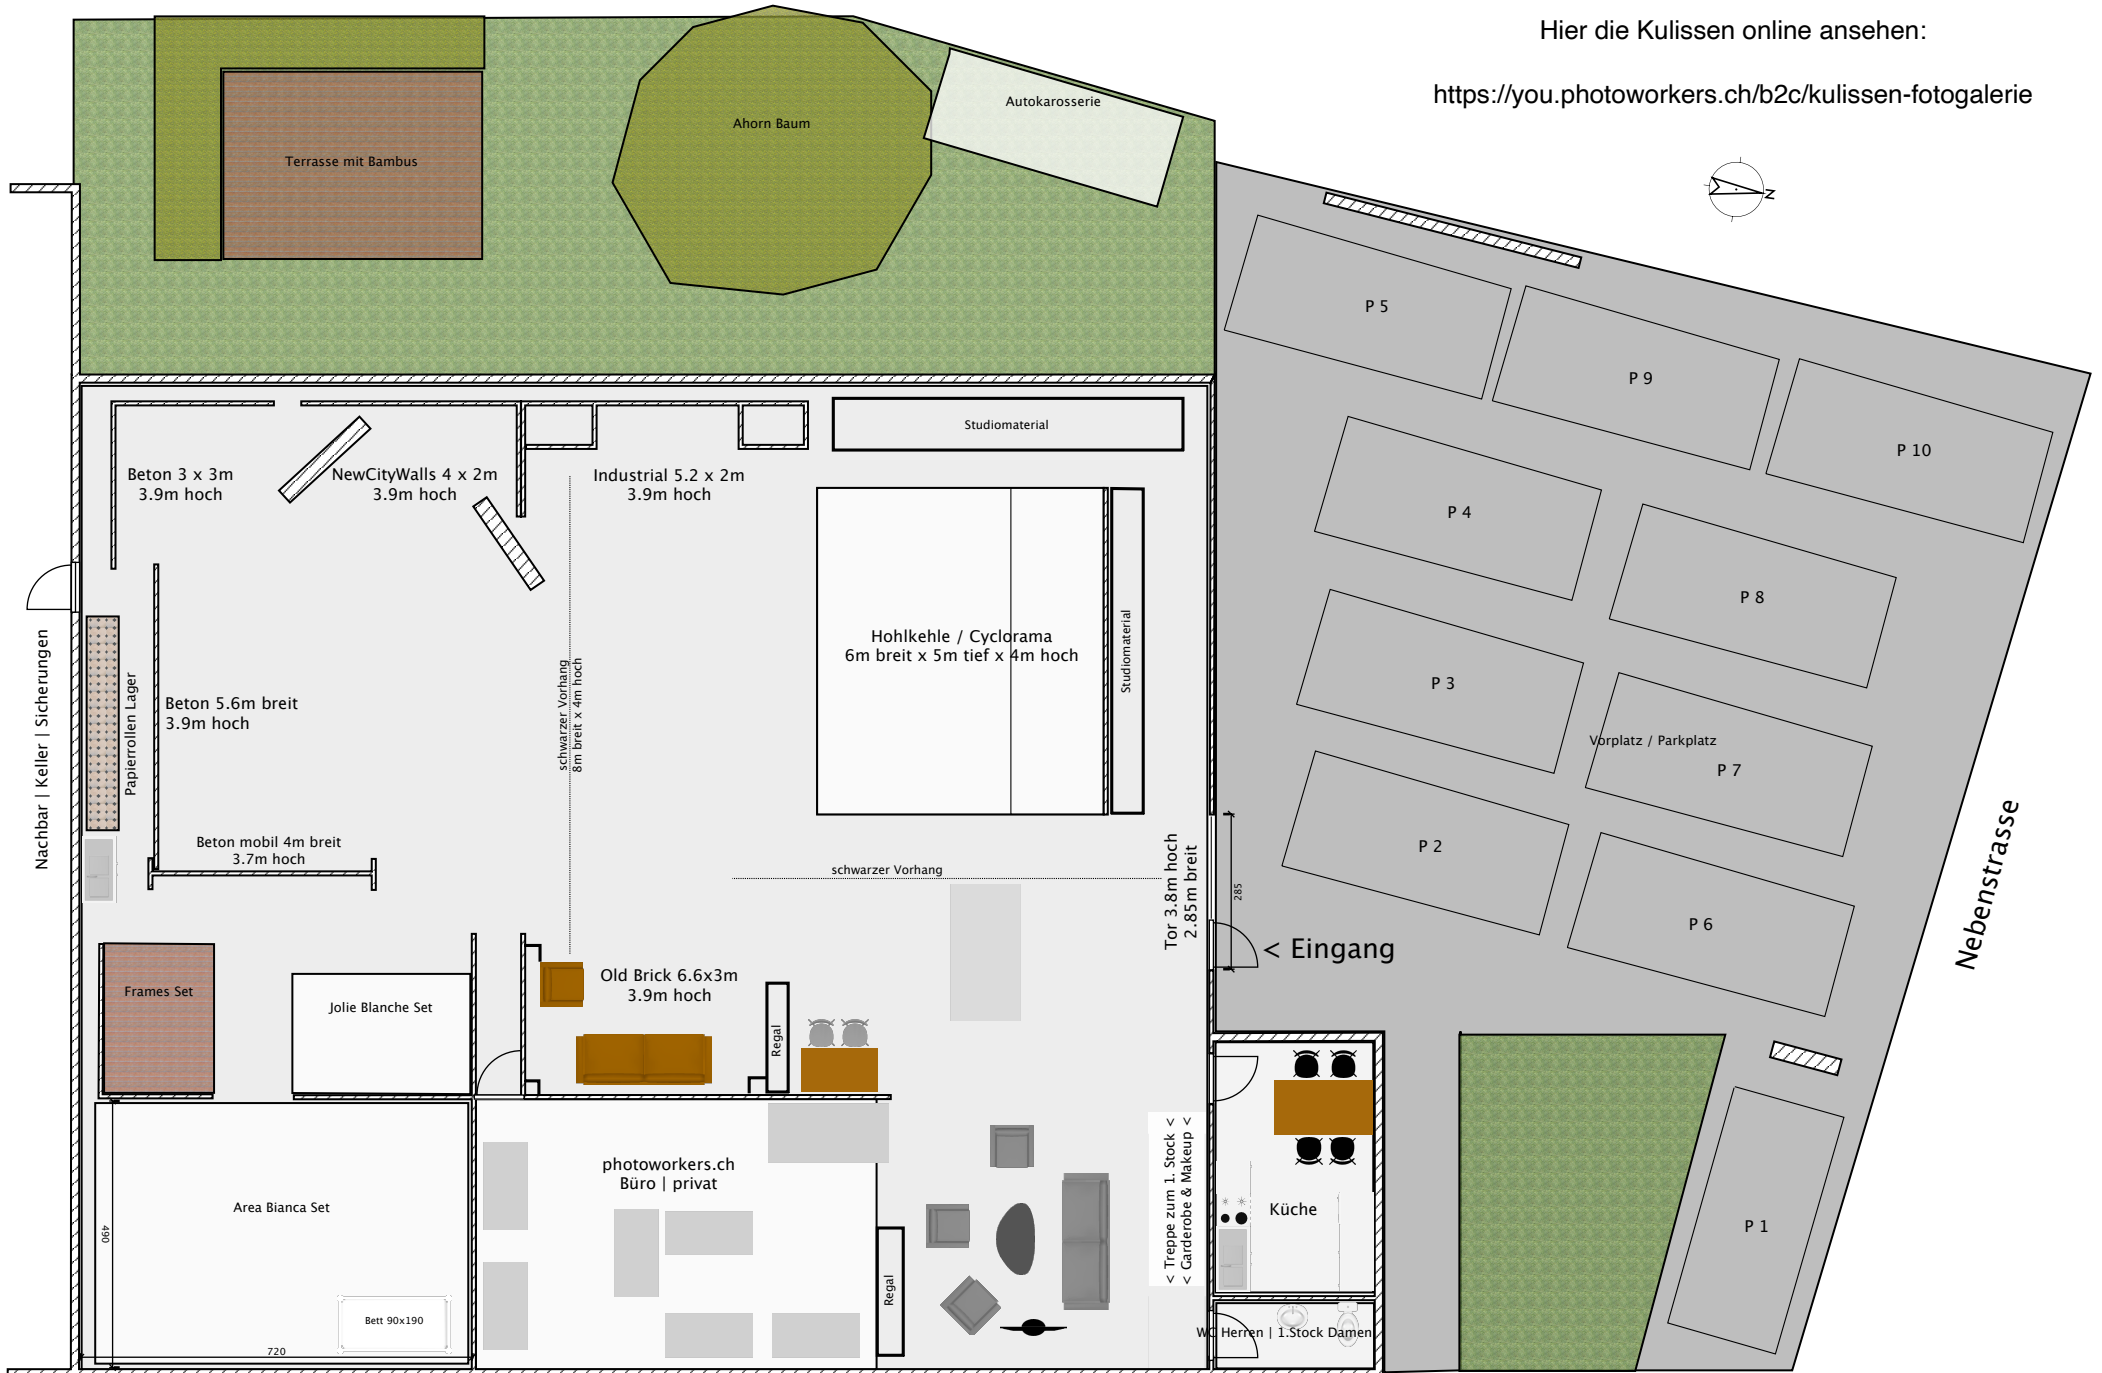 Hier die Kulissen online ansehen:
https://you.photoworkers.ch/b2c/kulissen-fotogalerie
N
Terrasse mit Bambus
Ahorn Baum
Autokarosserie
P 5
P 9
P 10
P 4
P 8
P 3
Vorplatz / Parkplatz
P 7
P 2
P 6
P 1
Nebenstrasse
Studiomaterial
Beton 3 x 3m
3.9m hoch
NewCityWalls 4 x 2m
3.9m hoch
Industrial 5.2 x 2m
3.9m hoch
Hohlkehle / Cyclorama
6m breit x 5m tief x 4m hoch
Studiomaterial
schwarzer Vorhang
8m breit x 4m hoch
Nachbar | Keller | Sicherungen
Papierrollen Lager
Beton 5.6m breit
3.9m hoch
Beton mobil 4m breit
3.7m hoch
schwarzer Vorhang
Tor 3.8m hoch
2.85m breit
285
< Eingang
Frames Set
Jolie Blanche Set
Old Brick 6.6x3m
3.9m hoch
Regal
photoworkers.ch
Büro | privat
Area Bianca Set
490
Bett 90x190
720
Regal
< Treppe zum 1. Stock <
< Garderobe & Makeup <
Küche
WC Herren | 1.Stock Damen